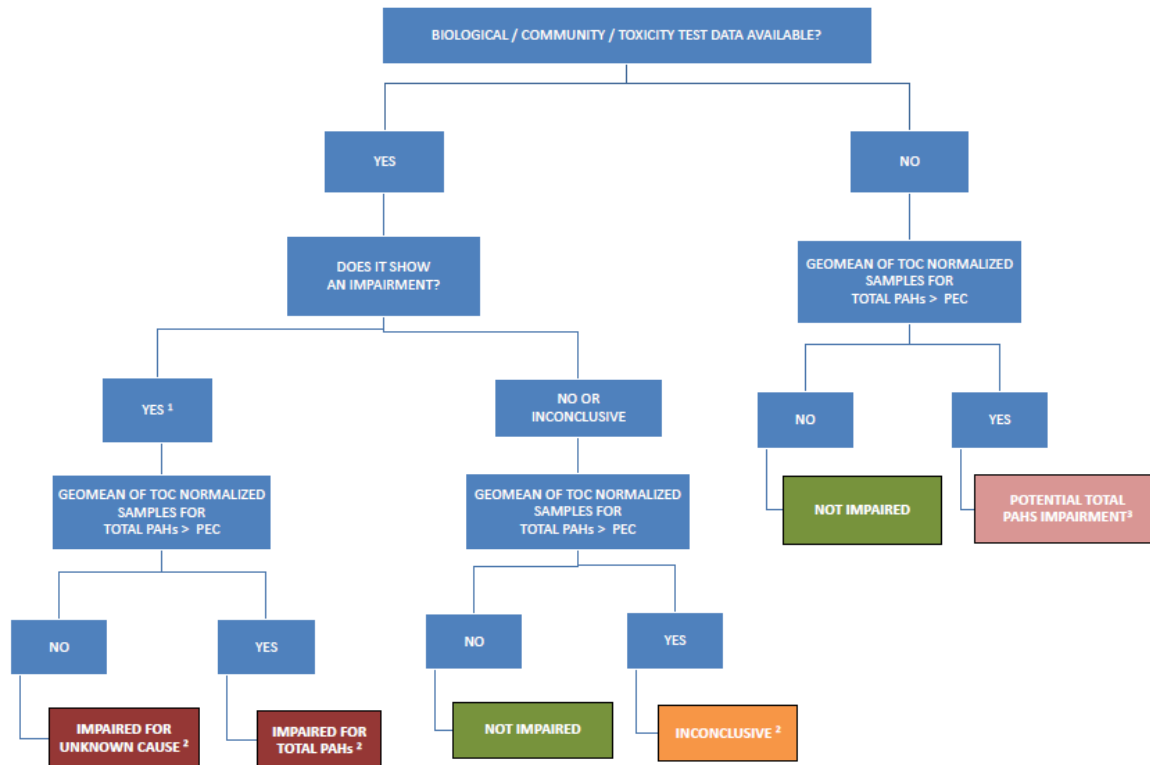 BIOLOGICAL / COMMUNITY / TOXICITY TEST DATA AVAILABLE?
YES
NO
DOES IT SHOW
AN IMPAIRMENT?
GEOMEAN OF TOC NORMALIZED
SAMPLES FOR
TOTAL PAHs > PEC
YES ¹
NO OR
INCONCLUSIVE
NO
YES
GEOMEAN OF TOC NORMALIZED
SAMPLES FOR
TOTAL PAHs > PEC
GEOMEAN OF TOC NORMALIZED
SAMPLES FOR
TOTAL PAHs > PEC
NOT IMPAIRED
POTENTIAL TOTAL
PAHS IMPAIRMENT³
NO
YES
NO
YES
IMPAIRED FOR
UNKNOWN CAUSE ²
IMPAIRED FOR
TOTAL PAHs ²
NOT IMPAIRED
INCONCLUSIVE ²